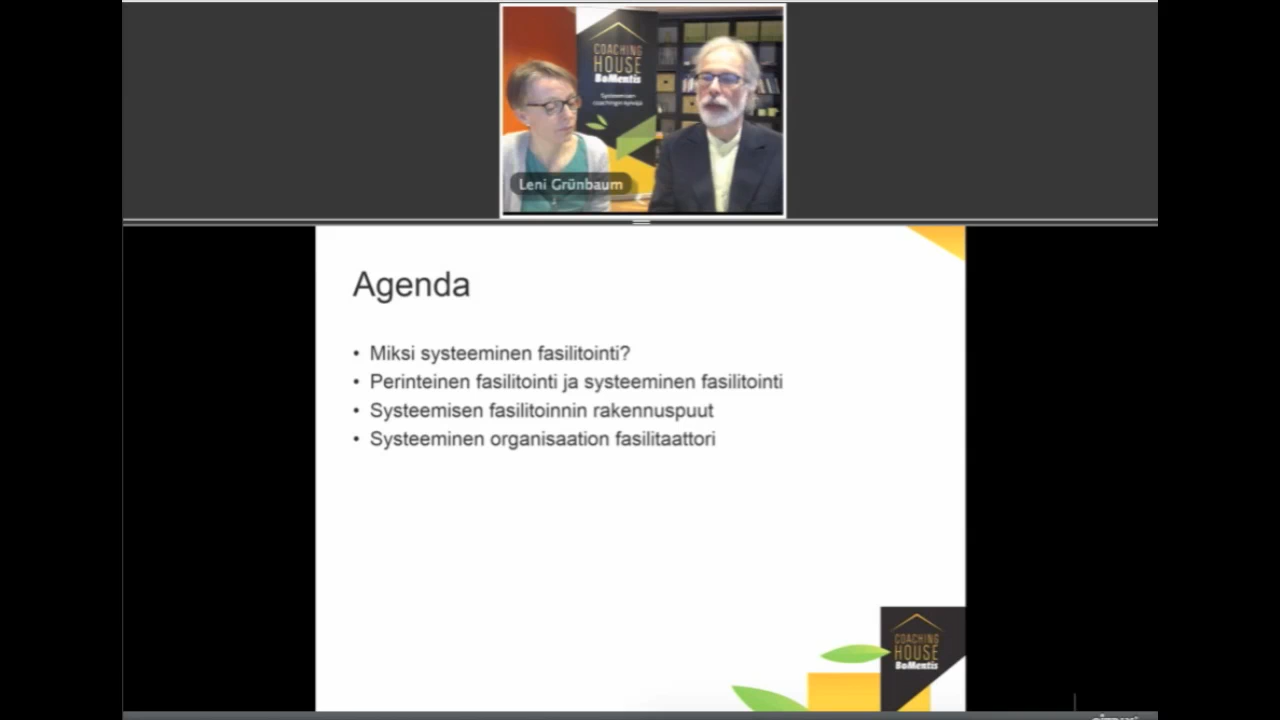 COACHING
HOUSE
BoMentis
Systeemisen
Leni Grünbaum
Agenda
• Miksi systeeminen fasilitointi?
• Perinteinen fasilitointi ja systeeminen fasilitointi
• Systeemisen fasilitoinnin rakennuspuut
• Systeeminen organisaation fasilitaattori
COACHING
HOUSE
BoMentis